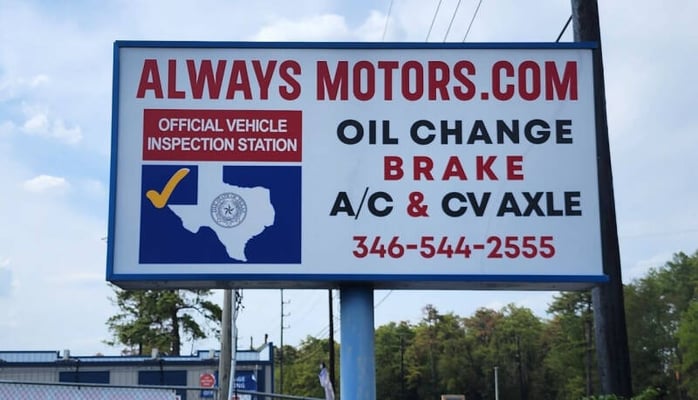 ALWAYS MOTORS.COM
OFFICIAL VEHICLE
INSPECTION STATION
OIL CHANGE
BRAKE
A/C & CV AXLE
346-544-2555